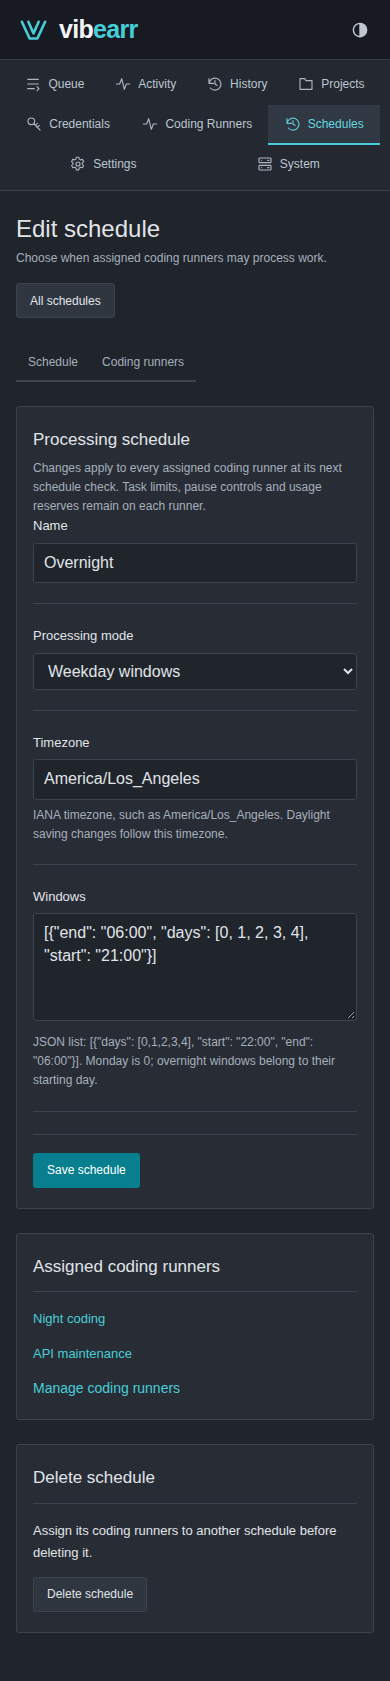 vibearr
Queue
Activity
History
Projects
Credentials
Coding Runners
Schedules
Settings
System
Edit schedule
Choose when assigned coding runners may process work.
All schedules
Schedule
Coding runners
Processing schedule
Changes apply to every assigned coding runner at its next
schedule check. Task limits, pause controls and usage
reserves remain on each runner.
Name
Overnight
Processing mode
Weekday windows
Timezone
America/Los_Angeles
IANA timezone, such as America/Los_Angeles. Daylight
saving changes follow this timezone.
Windows
[{"end": "06:00", "days": [0, 1, 2, 3, 4],
"start": "21:00"}]
JSON list: [{"days": [0,1,2,3,4], "start": "22:00", "end":
"06:00"}]. Monday is 0; overnight windows belong to their
starting day.
Save schedule
Assigned coding runners
Night coding
API maintenance
Manage coding runners
Delete schedule
Assign its coding runners to another schedule before
deleting it.
Delete schedule